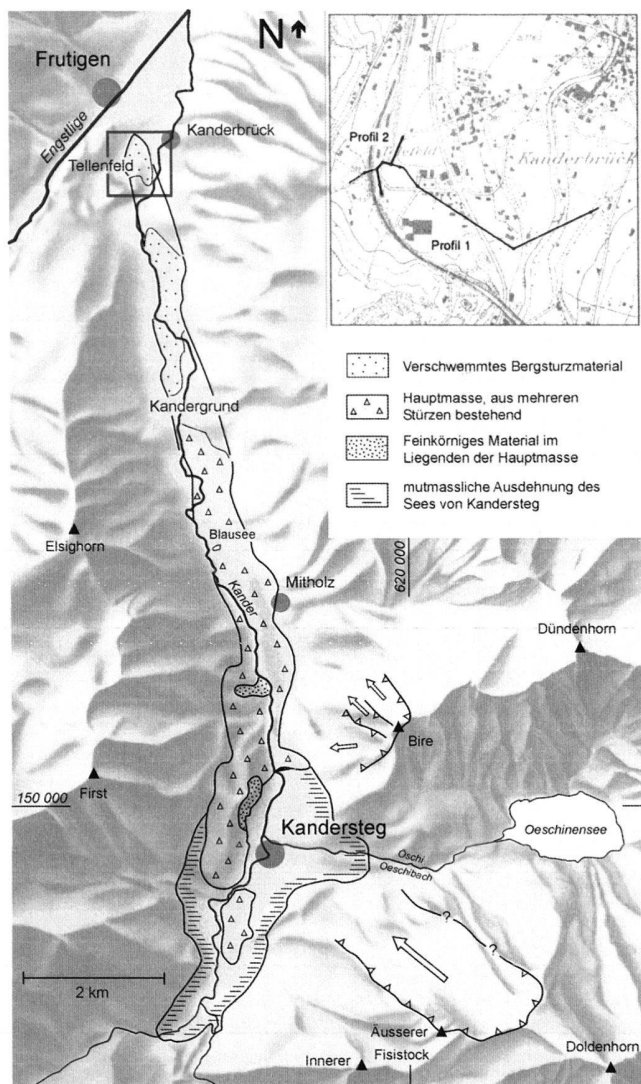 N
Frutigen
Engstlige
Kanderbrück
Tellenfeld
Profil 2
Kanderbrück
Profil 1
Verschwemmtes Bergsturzmaterial
Hauptmasse, aus mehreren
Stürzen bestehend
Feinkörniges Material im
Liegenden der Hauptmasse
mutmassliche Ausdehnung des
Sees von Kandersteg
Kandergrund
Elsighorn
Blausee
Kander
Mitholz
620 000
Dündenhorn
Bire
First
150 000
Kandersteg
Oeschinensee
Öschi
Oeschibach
?
?
2 km
Äusserer
Innerer
Fisistock
Doldenhorn